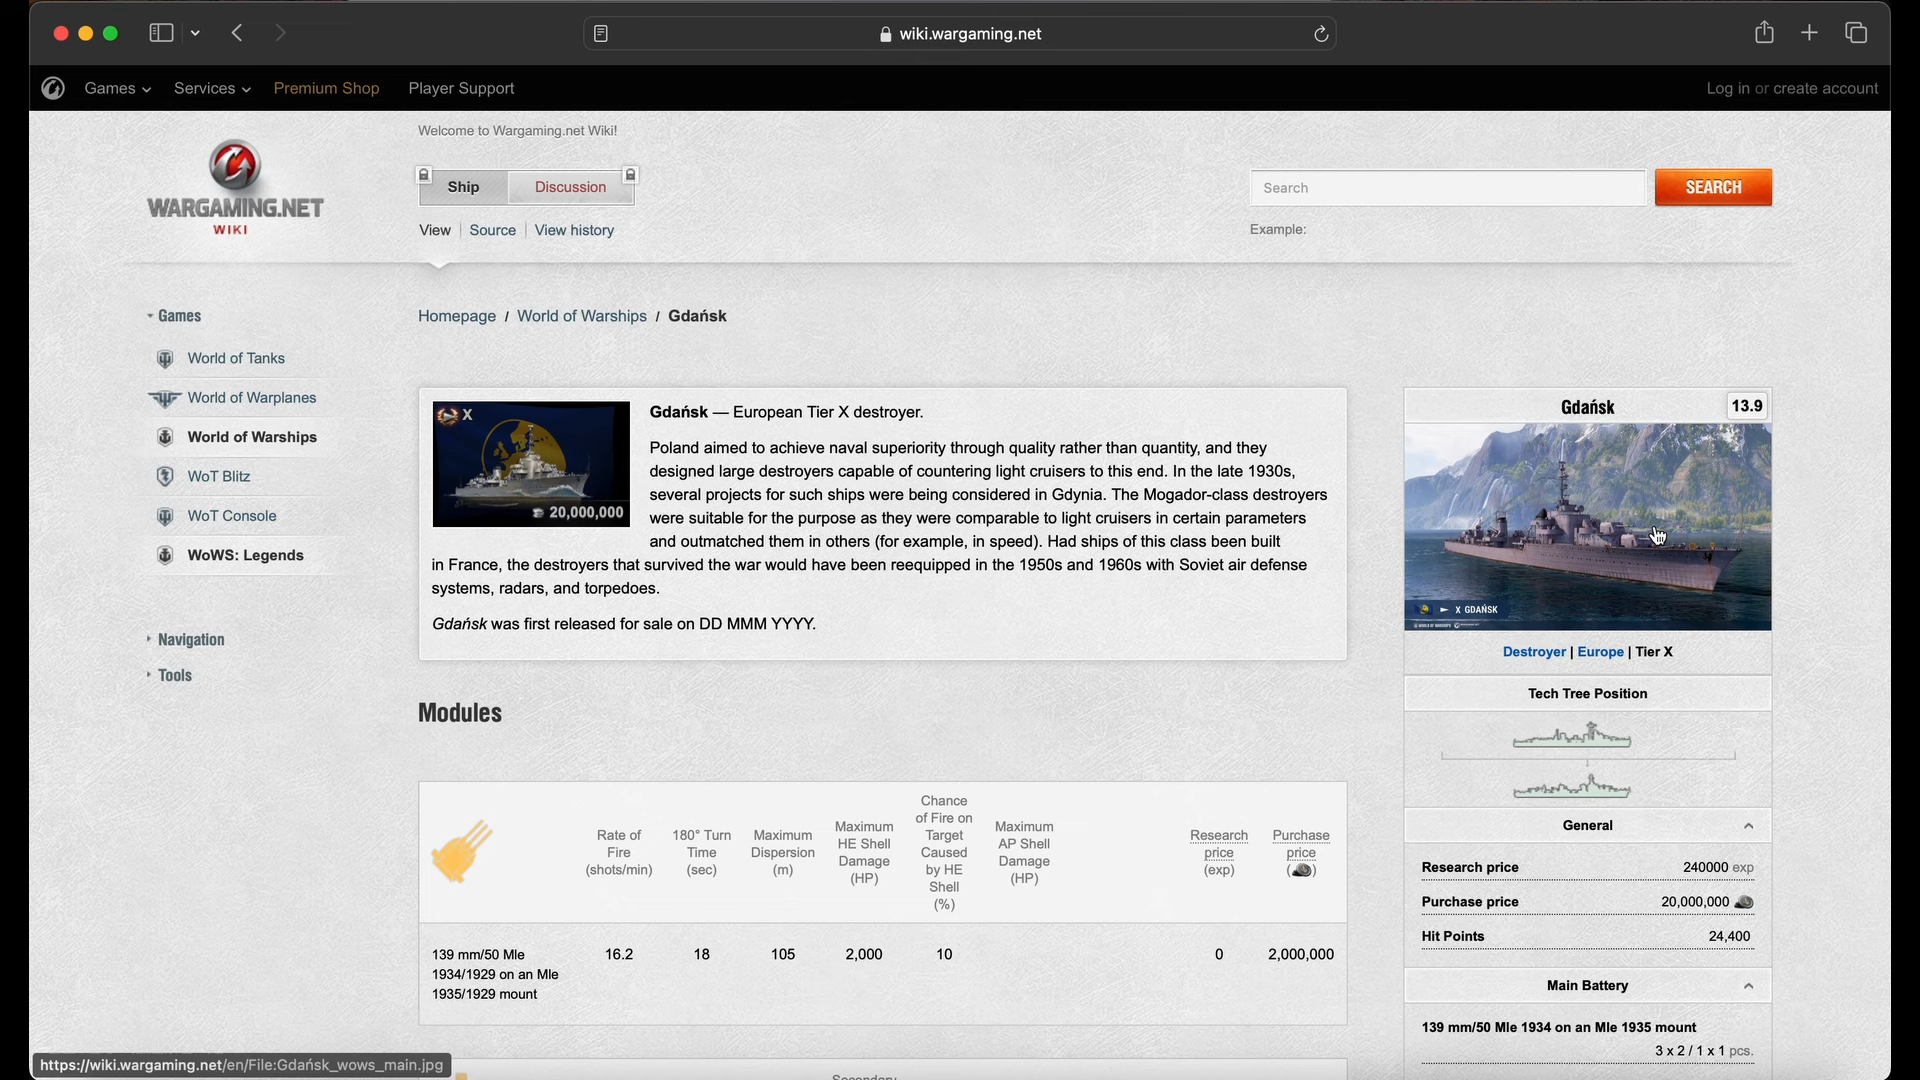 wiki.wargaming.net
Games
Services
Premium Shop
Player Support
Log in or create account
Welcome to Wargaming.net Wiki!
WARGAMING.NET
WIKI
Ship
Discussion
Search
SEARCH
View
Source
View history
Example:
Games
World of Tanks
World of Warplanes
World of Warships
WoT Blitz
WoT Console
WoWS: Legends
Navigation
Tools
Homepage / World of Warships / Gdańsk
X
20,000,000
Gdańsk — European Tier X destroyer.
Poland aimed to achieve naval superiority through quality rather than quantity, and they
designed large destroyers capable of countering light cruisers to this end. In the late 1930s,
several projects for such ships were being considered in Gdynia. The Mogador-class destroyers
were suitable for the purpose as they were comparable to light cruisers in certain parameters
and outmatched them in others (for example, in speed). Had ships of this class been built
in France, the destroyers that survived the war would have been reequipped in the 1950s and 1960s with Soviet air defense
systems, radars, and torpedoes.
Gdańsk was first released for sale on DD MMM YYYY.
Modules
Rate of
Fire
(shots/min)
180° Turn
Time
(sec)
Maximum
Dispersion
(m)
Maximum
HE Shell
Damage
(HP)
Chance
of Fire on
Target
Caused
by HE
Shell
(%)
Maximum
AP Shell
Damage
(HP)
Research
price
(exp)
Purchase
price
( )
139 mm/50 Mle
1934/1929 on an Mle
1935/1929 mount
16.2
18
105
2,000
10
0
2,000,000
Gdańsk
13.9
X GDAŃSK
Destroyer | Europe | Tier X
Tech Tree Position
General
Research price 240000 exp
Purchase price 20,000,000
Hit Points 24,400
Main Battery
139 mm/50 Mle 1934 on an Mle 1935 mount
3 x 2 / 1 x 1 pcs.
https://wiki.wargaming.net/en/File:Gdańsk_wows_main.jpg